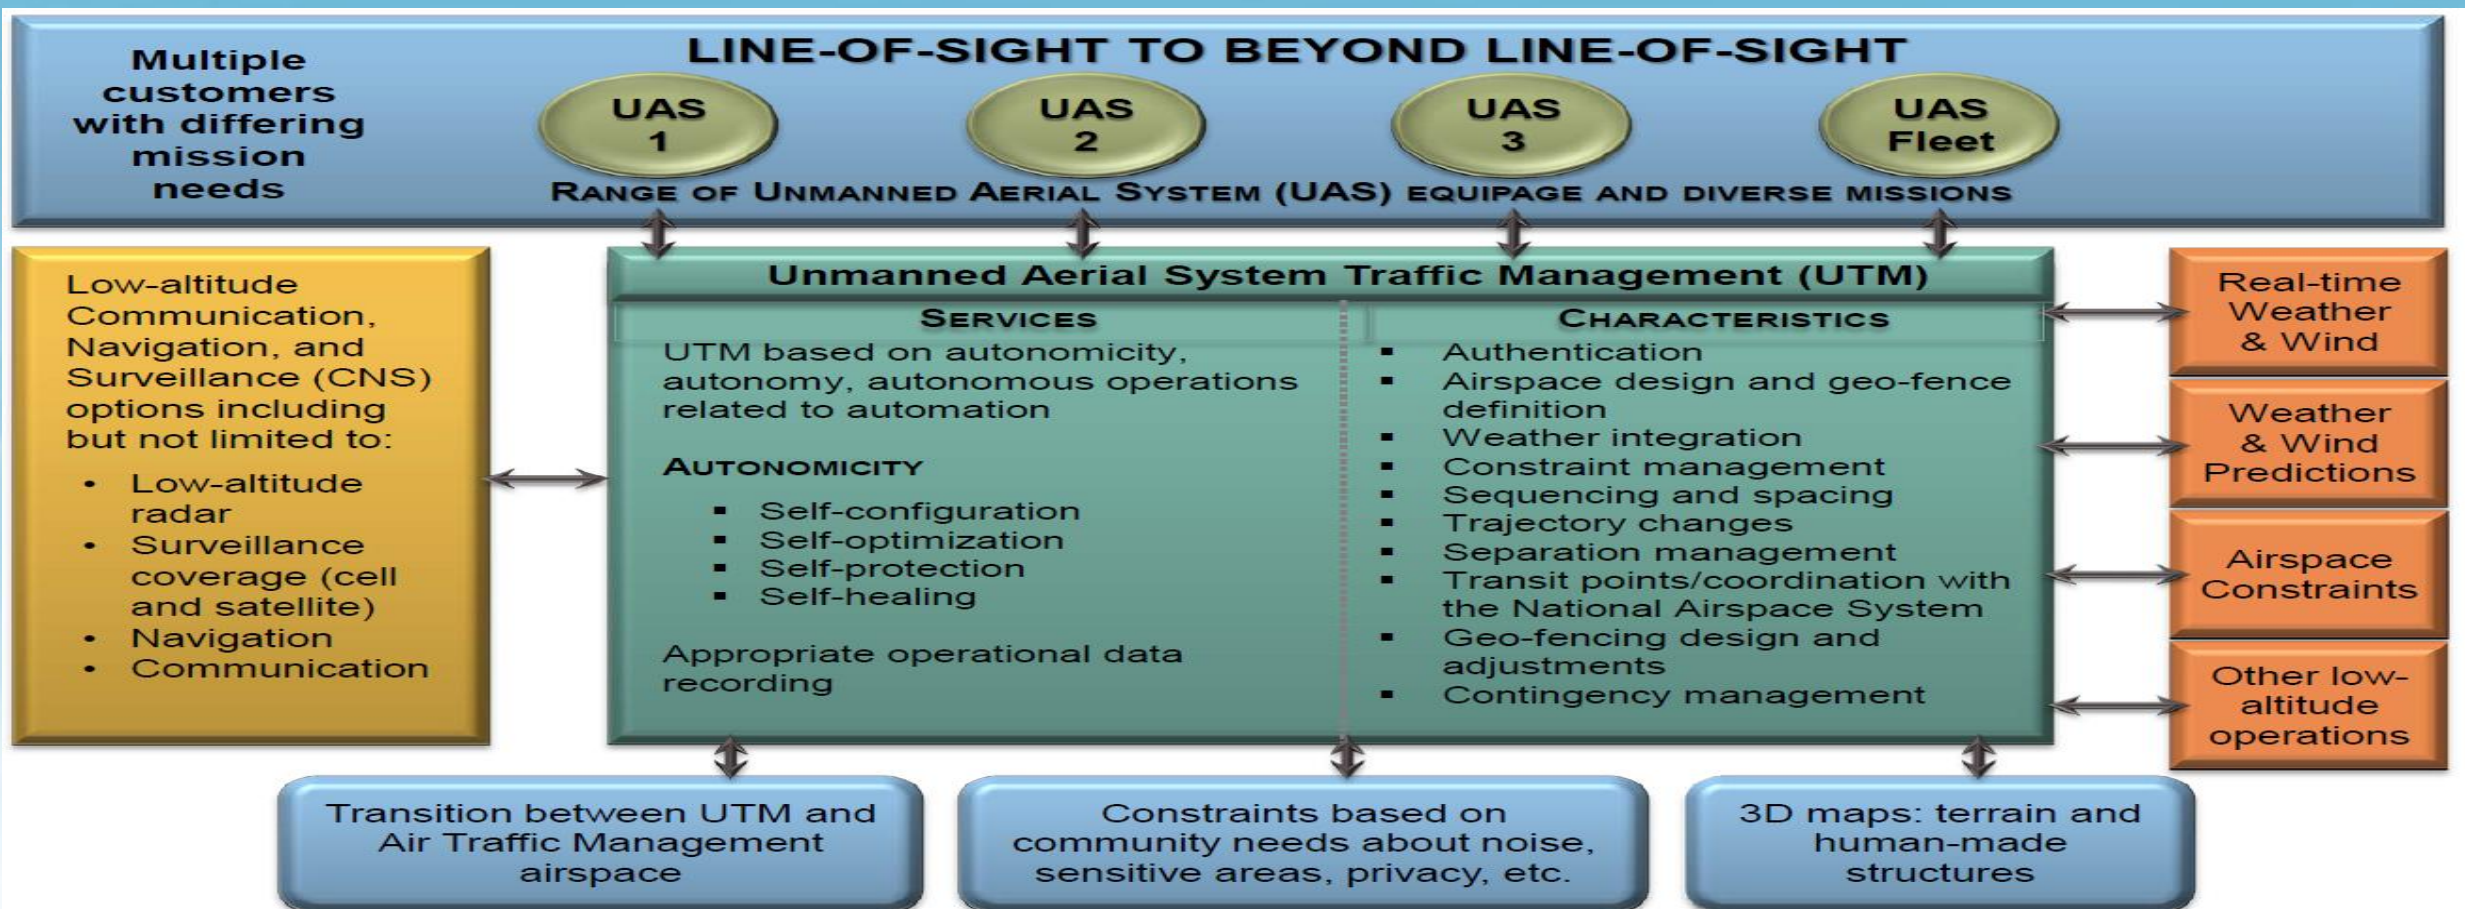 Multiple
customers
with differing
mission
needs
LINE-OF-SIGHT TO BEYOND LINE-OF-SIGHT
UAS
1
UAS
2
UAS
3
UAS
Fleet
RANGE OF UNMANNED AERIAL SYSTEM (UAS) EQUIPAGE AND DIVERSE MISSIONS
Low-altitude
Communication,
Navigation, and
Surveillance (CNS)
options including
but not limited to:
• Low-altitude
radar
• Surveillance
coverage (cell
and satellite)
• Navigation
• Communication
Unmanned Aerial System Traffic Management (UTM)
SERVICES
UTM based on autonomicity,
autonomy, autonomous operations
related to automation
AUTONOMICITY
▪ Self-configuration
▪ Self-optimization
▪ Self-protection
▪ Self-healing
Appropriate operational data
recording
CHARACTERISTICS
▪ Authentication
▪ Airspace design and geo-fence
definition
▪ Weather integration
▪ Constraint management
▪ Sequencing and spacing
▪ Trajectory changes
▪ Separation management
▪ Transit points/coordination with
the National Airspace System
▪ Geo-fencing design and
adjustments
▪ Contingency management
Real-time
Weather
& Wind
Weather
& Wind
Predictions
Airspace
Constraints
Other low-
altitude
operations
Transition between UTM and
Air Traffic Management
airspace
Constraints based on
community needs about noise,
sensitive areas, privacy, etc.
3D maps: terrain and
human-made
structures